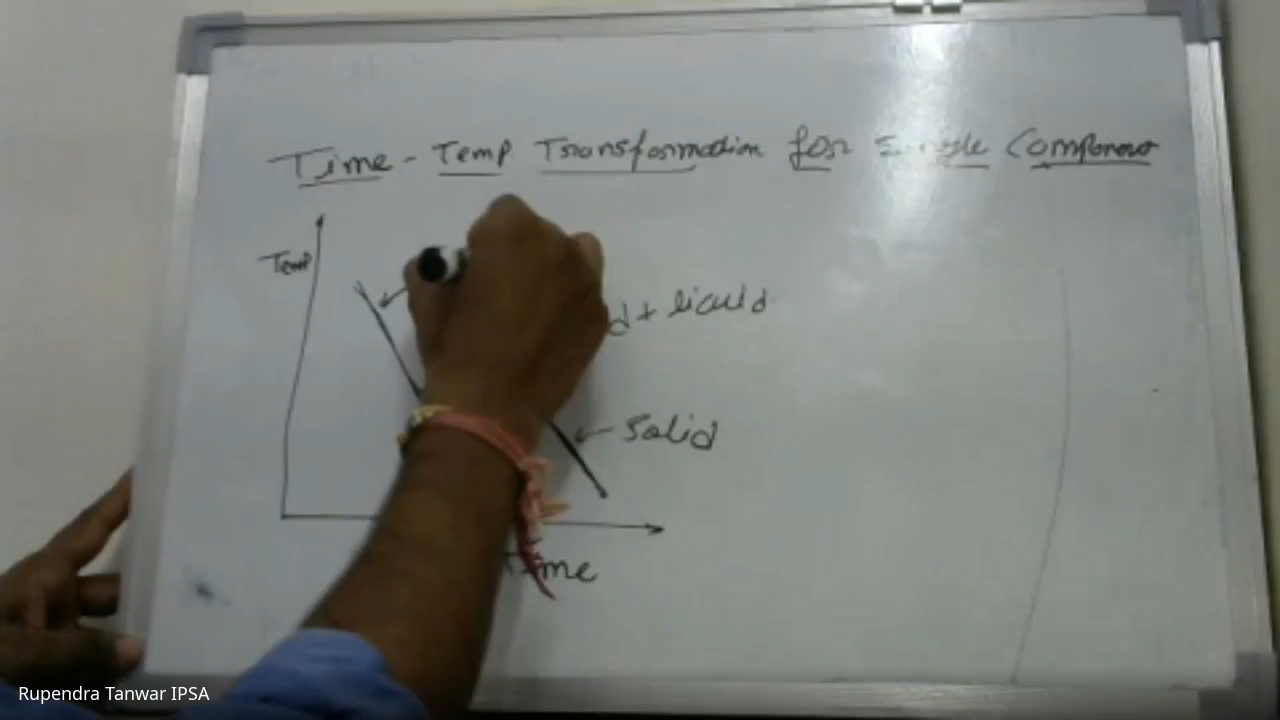 Time - Temp Transformation for Single Component
Temp
d + liquid
Solid
Time
Rupendra Tanwar IPSA